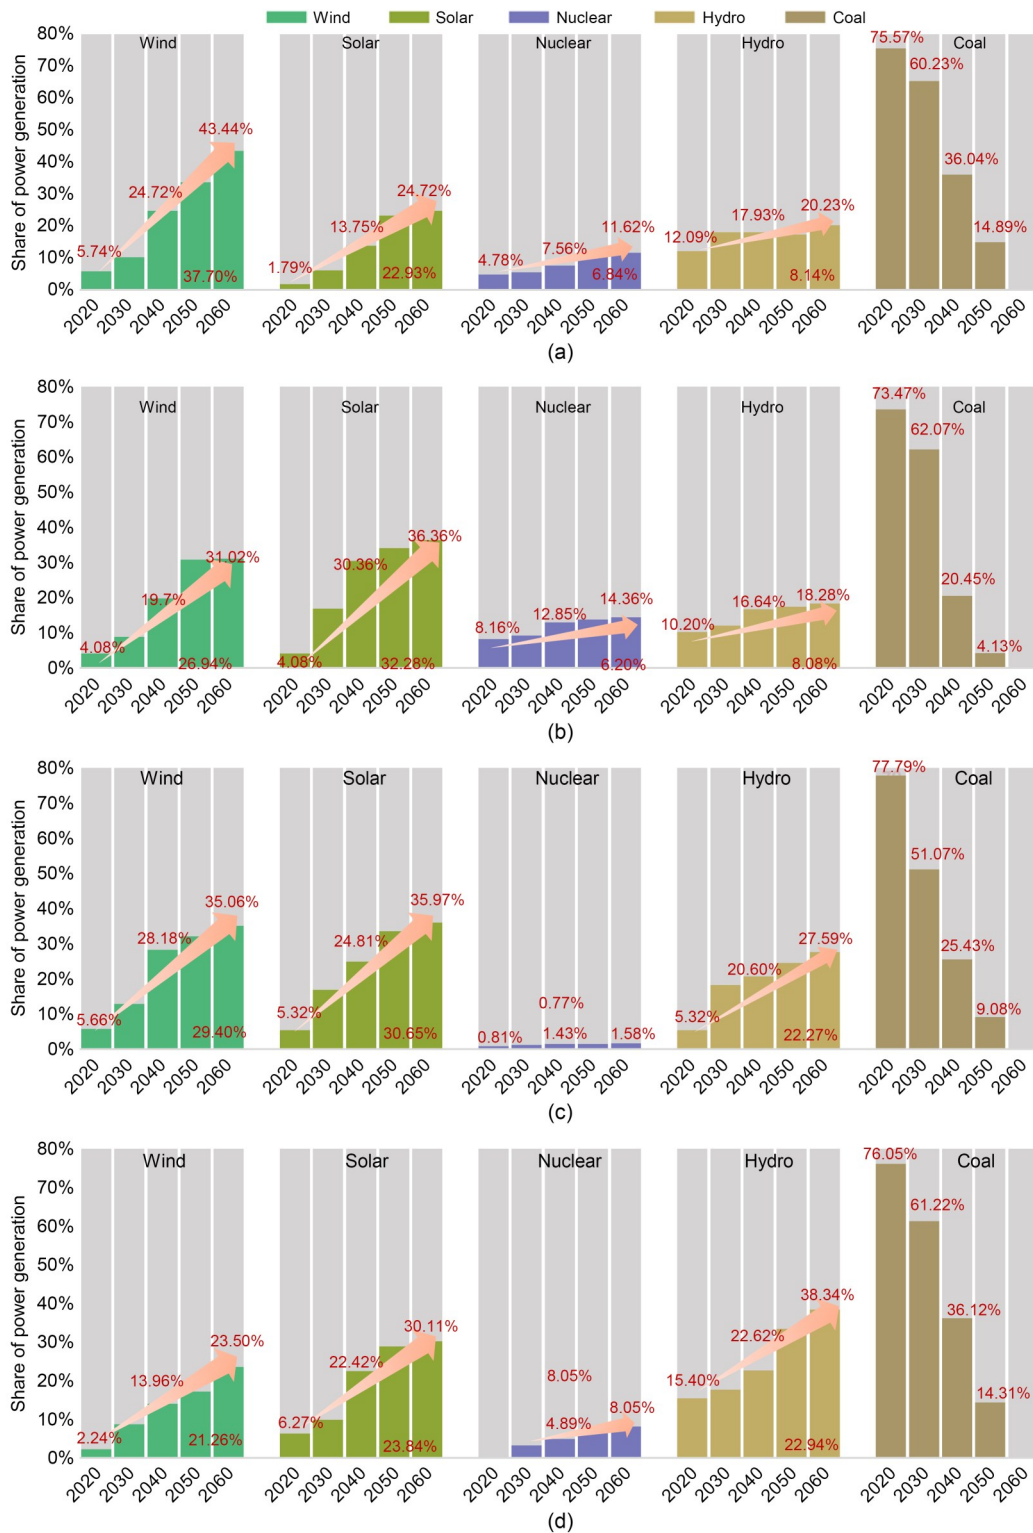 Wind Solar Nuclear Hydro Coal
Share of power generation
80%
70%
60%
50%
40%
30%
20%
10%
0%
Wind Solar Nuclear Hydro Coal
5.74% 24.72% 43.44% 37.70%
1.79% 13.75% 24.72% 22.93%
4.78% 7.56% 11.62% 6.84%
12.09% 17.93% 20.23% 8.14%
75.57% 60.23% 36.04% 14.89%
2020 2030 2040 2050 2060 2020 2030 2040 2050 2060 2020 2030 2040 2050 2060 2020 2030 2040 2050 2060 2020 2030 2040 2050 2060
(a)
Share of power generation
80%
70%
60%
50%
40%
30%
20%
10%
0%
Wind Solar Nuclear Hydro Coal
4.08% 19.7% 31.02% 26.94%
4.08% 30.36% 36.36% 32.28%
8.16% 12.85% 14.36% 6.20%
10.20% 16.64% 18.28% 8.08%
73.47% 62.07% 20.45% 4.13%
2020 2030 2040 2050 2060 2020 2030 2040 2050 2060 2020 2030 2040 2050 2060 2020 2030 2040 2050 2060 2020 2030 2040 2050 2060
(b)
Share of power generation
80%
70%
60%
50%
40%
30%
20%
10%
0%
Wind Solar Nuclear Hydro Coal
5.66% 28.18% 35.06% 29.40%
5.32% 24.81% 35.97% 30.65%
0.81% 0.77% 1.43% 1.58%
5.32% 20.60% 27.59% 22.27%
77.79% 51.07% 25.43% 9.08%
2020 2030 2040 2050 2060 2020 2030 2040 2050 2060 2020 2030 2040 2050 2060 2020 2030 2040 2050 2060 2020 2030 2040 2050 2060
(c)
Share of power generation
80%
70%
60%
50%
40%
30%
20%
10%
0%
Wind Solar Nuclear Hydro Coal
2.24% 13.96% 23.50% 21.26%
6.27% 22.42% 30.11% 23.84%
8.05% 4.89% 8.05%
15.40% 22.62% 38.34% 22.94%
76.05% 61.22% 36.12% 14.31%
2020 2030 2040 2050 2060 2020 2030 2040 2050 2060 2020 2030 2040 2050 2060 2020 2030 2040 2050 2060 2020 2030 2040 2050 2060
(d)